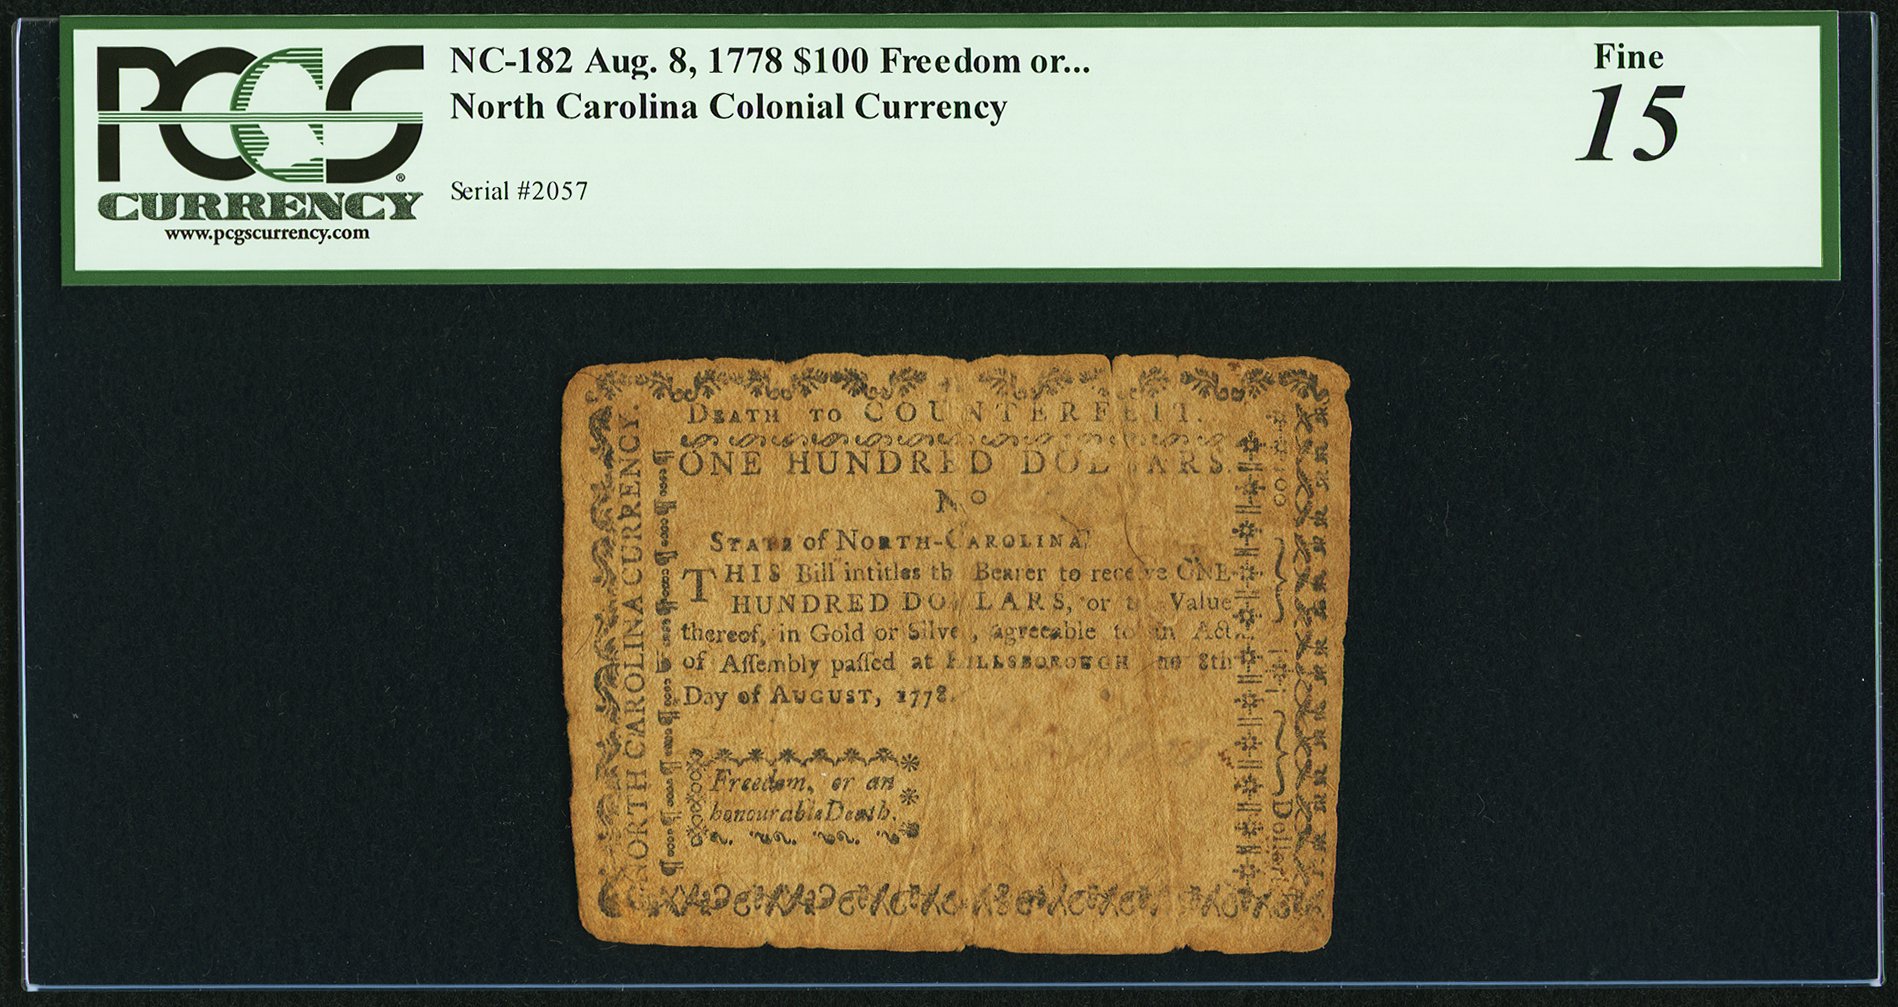 PCGS
CURRENCY
www.pcgscurrency.com
NC-182 Aug. 8, 1778 $100 Freedom or...
North Carolina Colonial Currency
Serial #2057
Fine
15
NORTH CAROLINA CURRENCY.
DEATH TO COUNTERFEIT.
ONE HUNDRED DOLLARS.
No
STATE of NORTH-CAROLINA
THIS Bill intitles th Bearer to receive ONE
HUNDRED DOLLARS, or Value
thereof, in Gold or Silver, agreeable to an Act
of Aſſembly paſſed at HILLSBOROUGH 8th
Day of AUGUST, 1778.
Freedom, or an
honourable Death.
100
Dollars